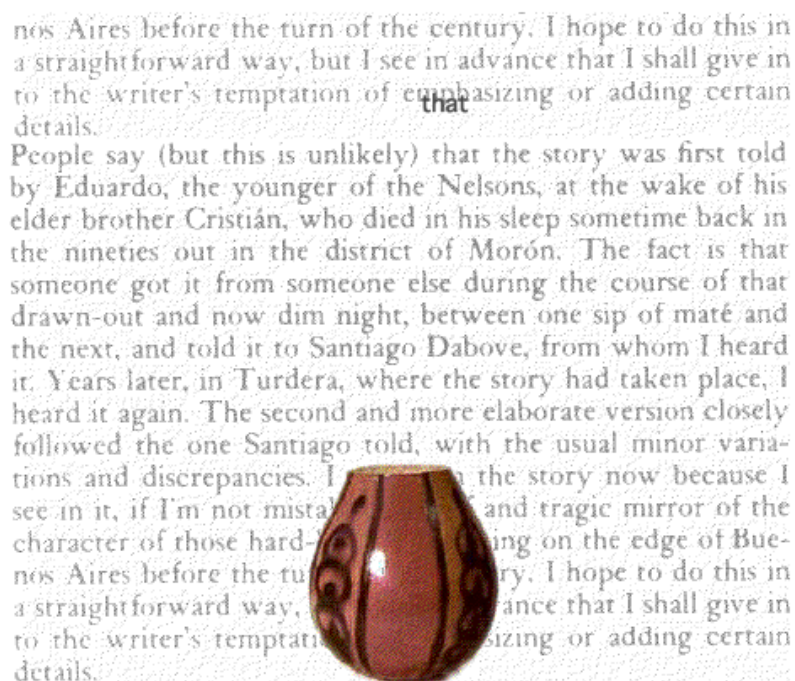 nos Aires before the turn of the century. I hope to do this in
a straightforward way, but I see in advance that I shall give in
to the writer's temptation of emphasizing or adding certain
that
details.
People say (but this is unlikely) that the story was first told
by Eduardo, the younger of the Nelsons, at the wake of his
elder brother Cristián, who died in his sleep sometime back in
the nineties out in the district of Morón. The fact is that
someone got it from someone else during the course of that
drawn-out and now dim night, between one sip of maté and
the next, and told it to Santiago Dabove, from whom I heard
it. Years later, in Turdera, where the story had taken place, I
heard it again. The second and more elaborate version closely
followed the one Santiago told, with the usual minor varia-
tions and discrepancies. I the story now because I
see in it, if I'm not mista and tragic mirror of the
character of those hard- ing on the edge of Bue-
nos Aires before the tu ry. I hope to do this in
a straightforward way, ance that I shall give in
to the writer's temptati sizing or adding certain
details.